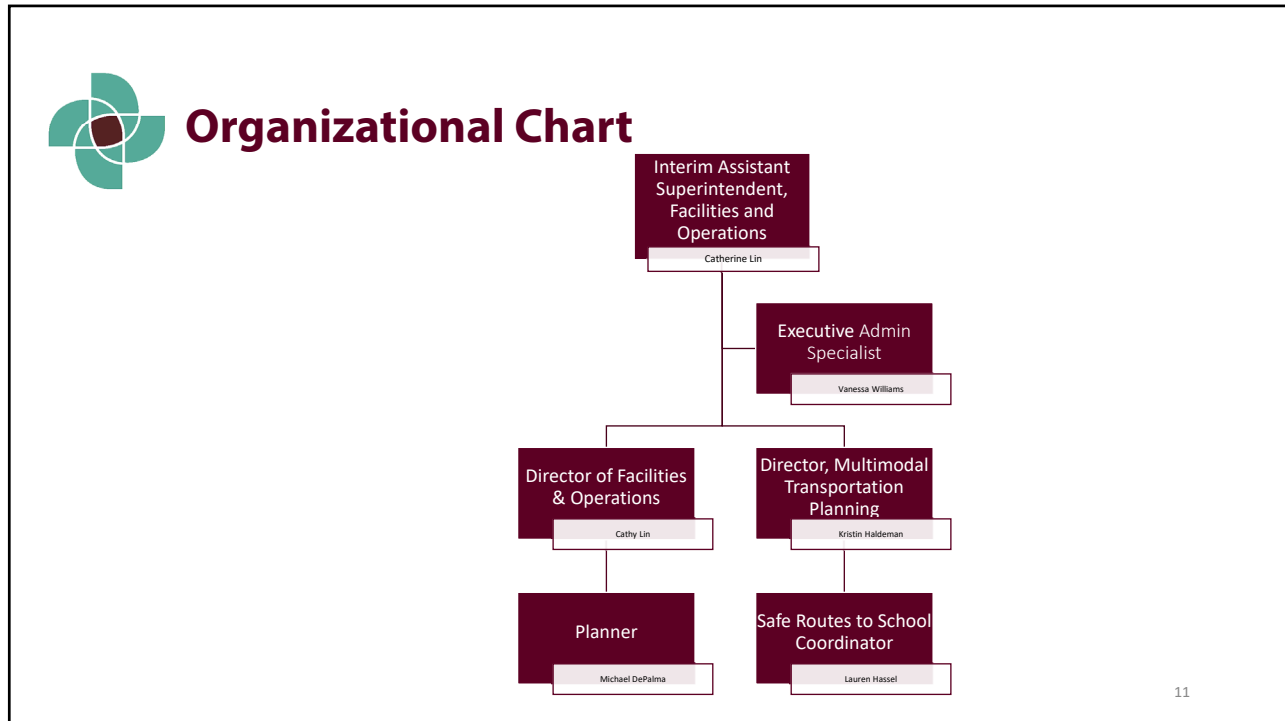 Organizational Chart
Interim Assistant
Superintendent,
Facilities and
Operations
Catherine Lin
Executive Admin
Specialist
Vanessa Williams
Director of Facilities
& Operations
Cathy Lin
Director, Multimodal
Transportation
Planning
Kristin Haldeman
Planner
Michael DePalma
Safe Routes to School
Coordinator
Lauren Hassel
11